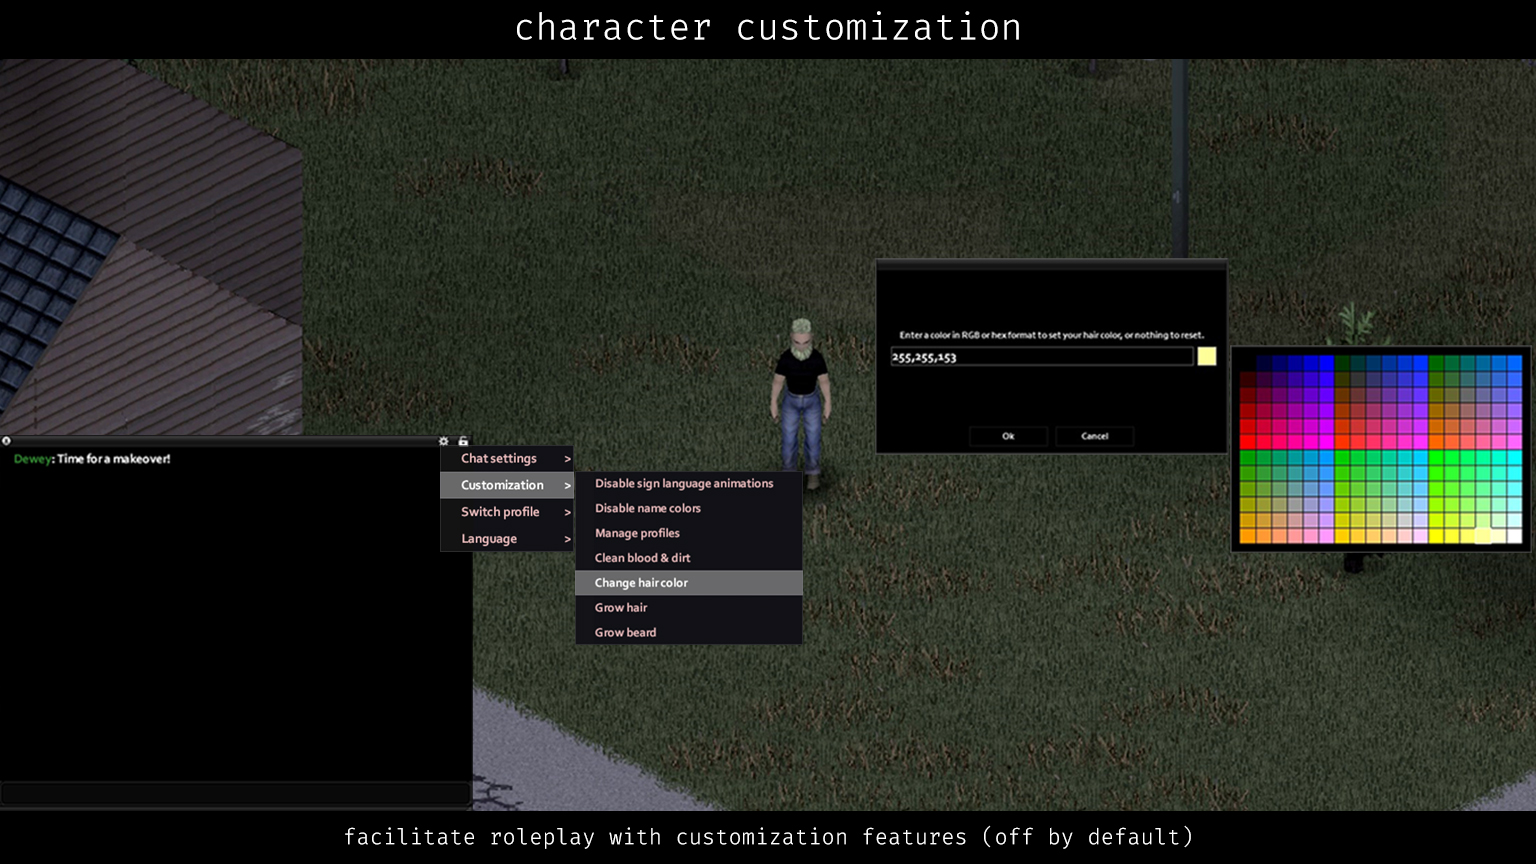 character customization
Dewey: Time for a makeover!
Chat settings >
Customization >
Switch profile >
Language >
Disable sign language animations
Disable name colors
Manage profiles
Clean blood & dirt
Change hair color
Grow hair
Grow beard
Enter a color in RGB or hex format to set your hair color, or nothing to reset.
255,255,153
Ok
Cancel
facilitate roleplay with customization features (off by default)